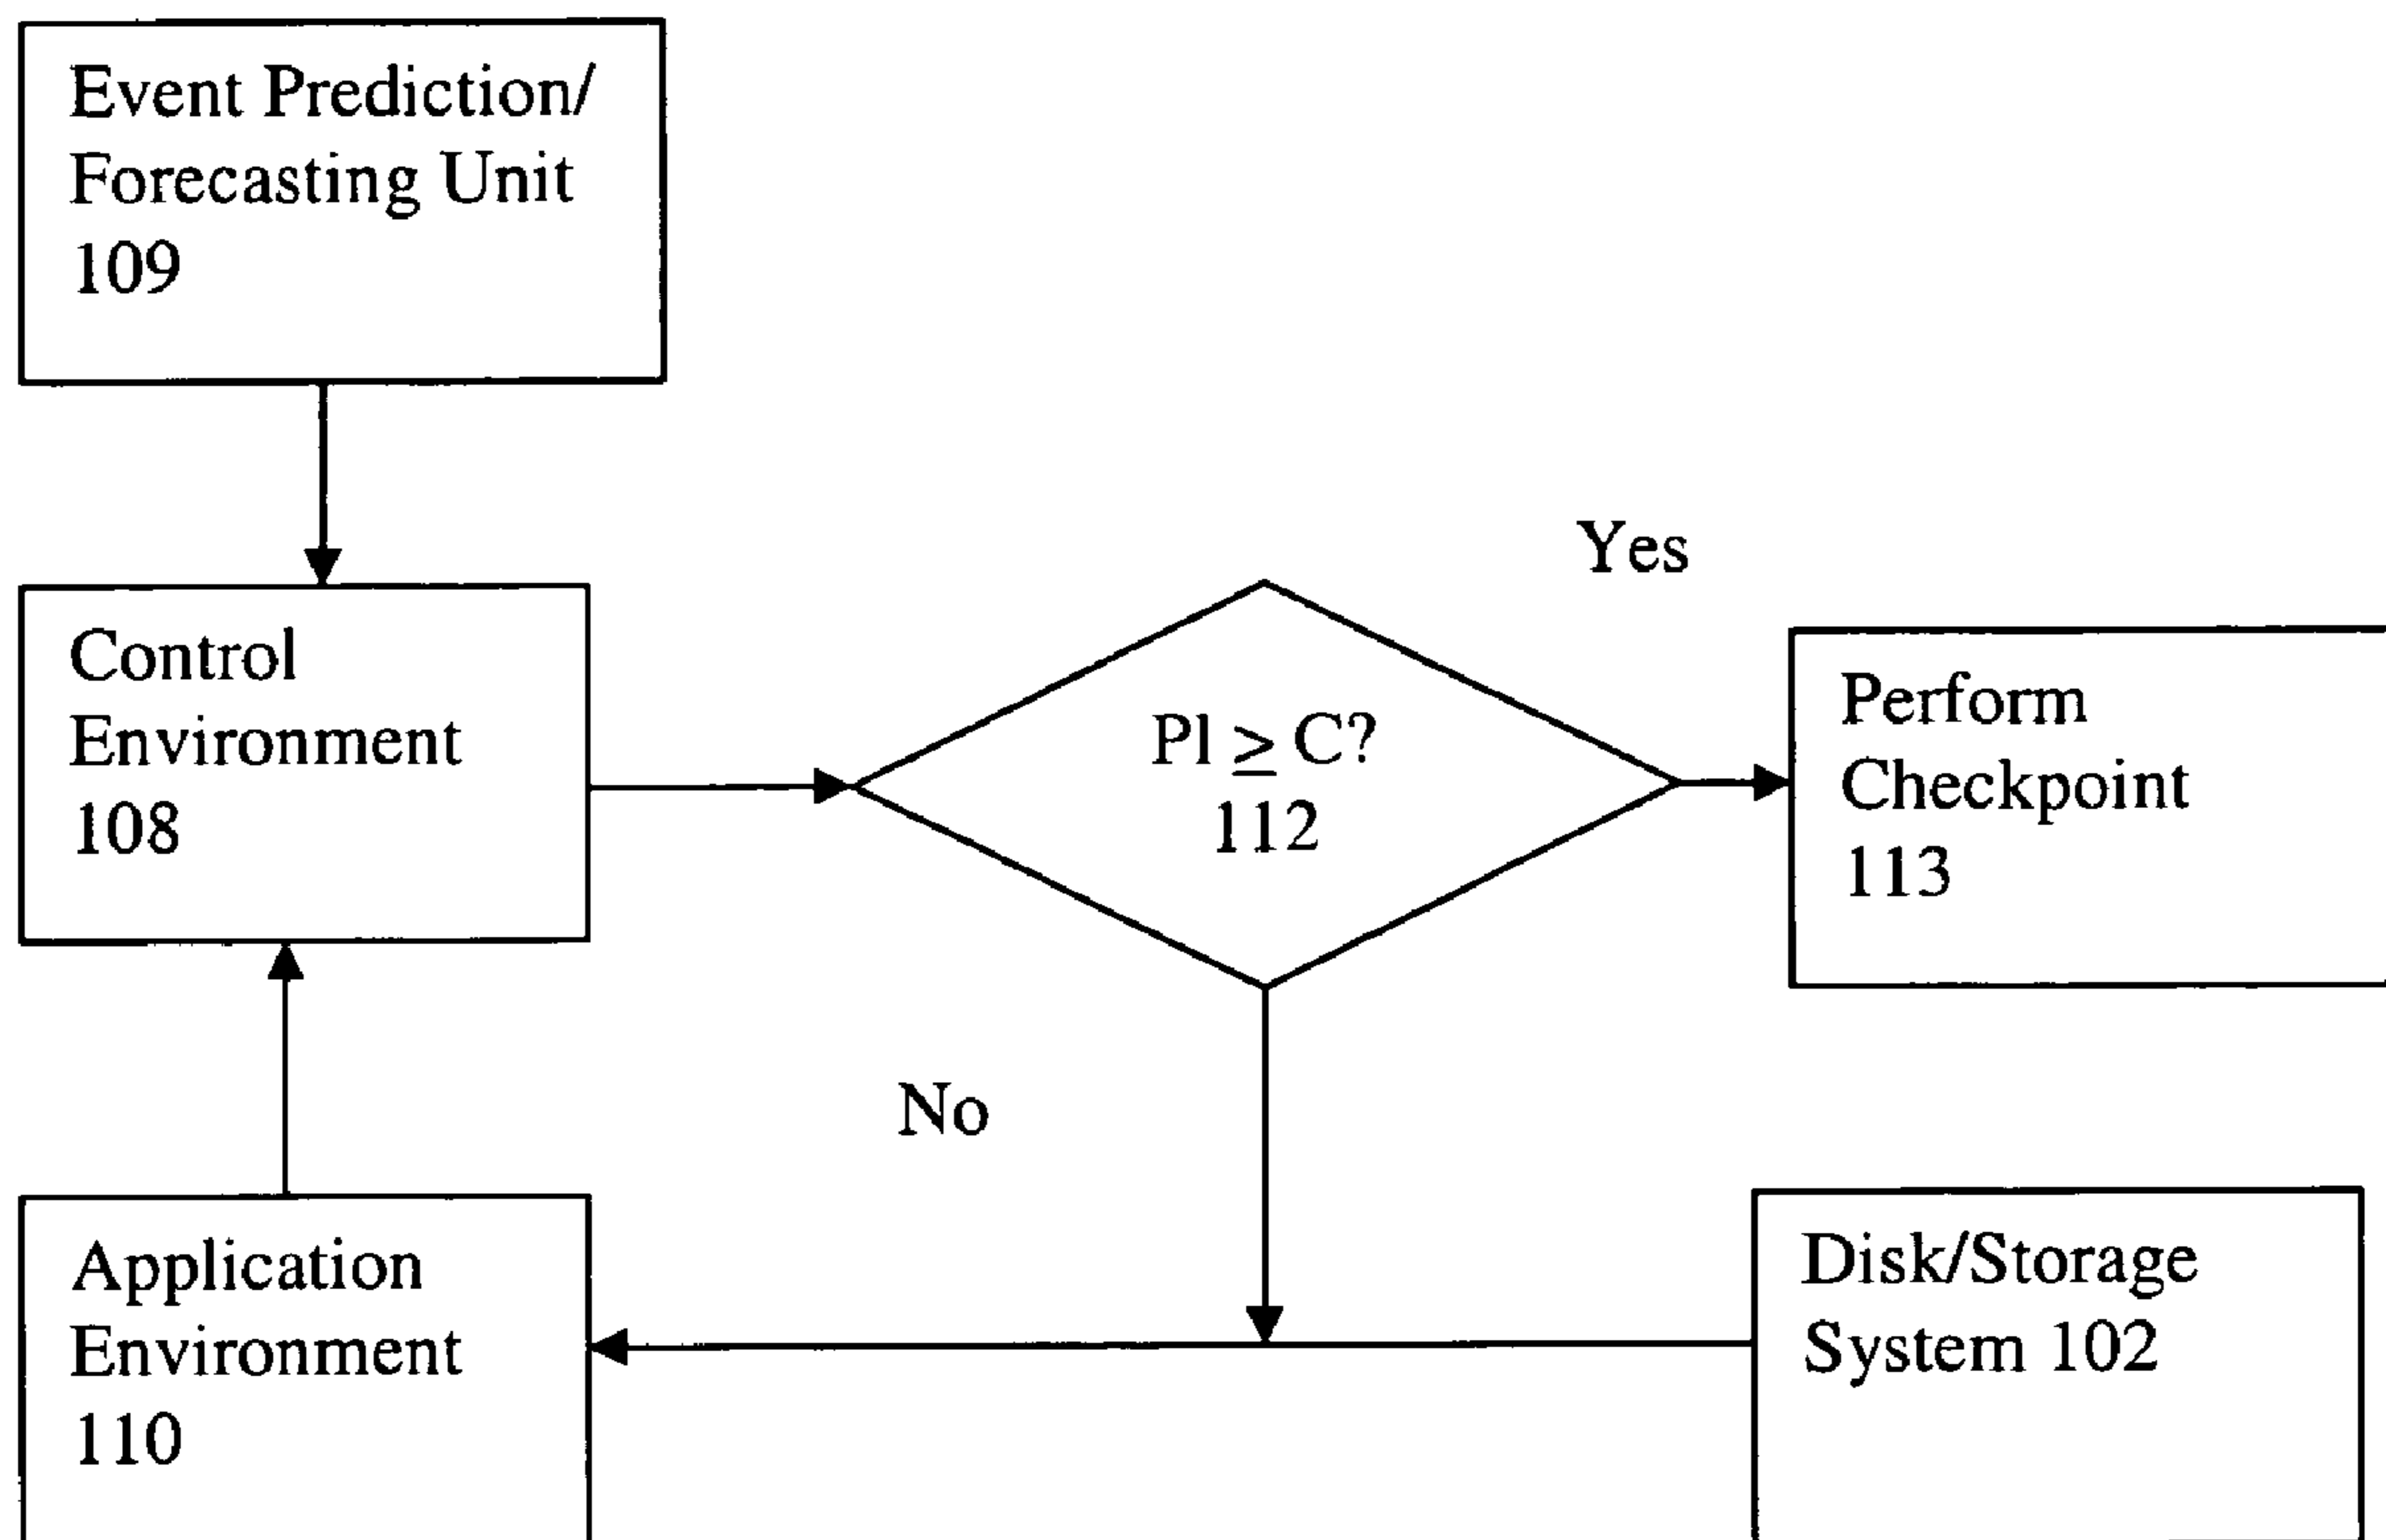 Event Prediction/
Forecasting Unit
109
Control
Environment
108
Pl ≥ C?
112
Yes
Perform
Checkpoint
113
No
Application
Environment
110
Disk/Storage
System 102